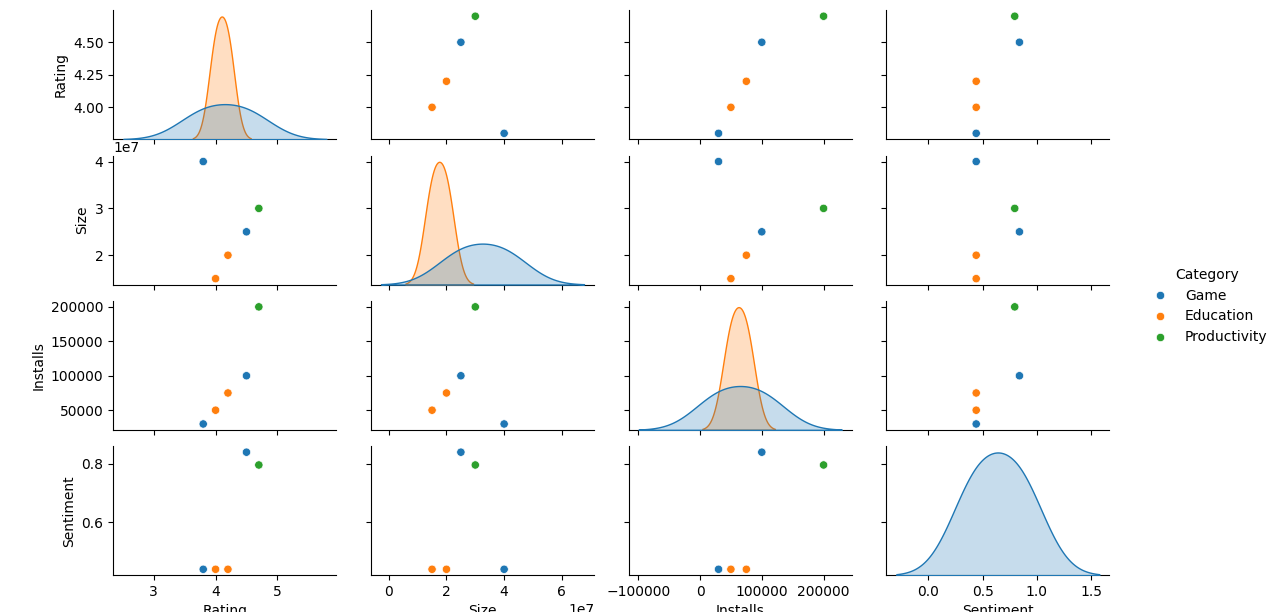 Rating
4.50
4.25
4.00
1e7
Size
4
3
2
Category
Game
Education
Productivity
Installs
200000
150000
100000
50000
Sentiment
0.8
0.6
3 4 5
0 2 4 6
−100000 0 100000 200000
0.0 0.5 1.0 1.5
Rating
Size
1e7
Installs
Sentiment